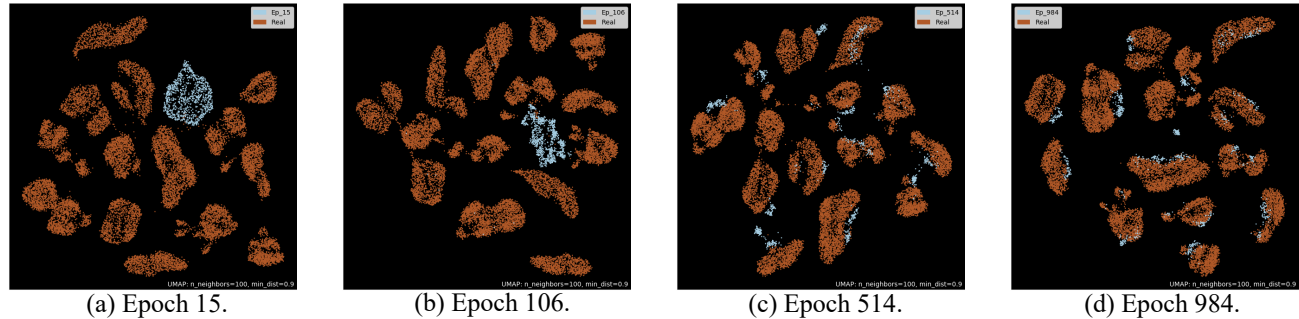 Ep_15
Real
UMAP: n_neighbors=100, min_dist=0.9
(a) Epoch 15.
Ep_106
Real
UMAP: n_neighbors=100, min_dist=0.9
(b) Epoch 106.
Ep_514
Real
UMAP: n_neighbors=100, min_dist=0.9
(c) Epoch 514.
Ep_984
Real
UMAP: n_neighbors=100, min_dist=0.9
(d) Epoch 984.